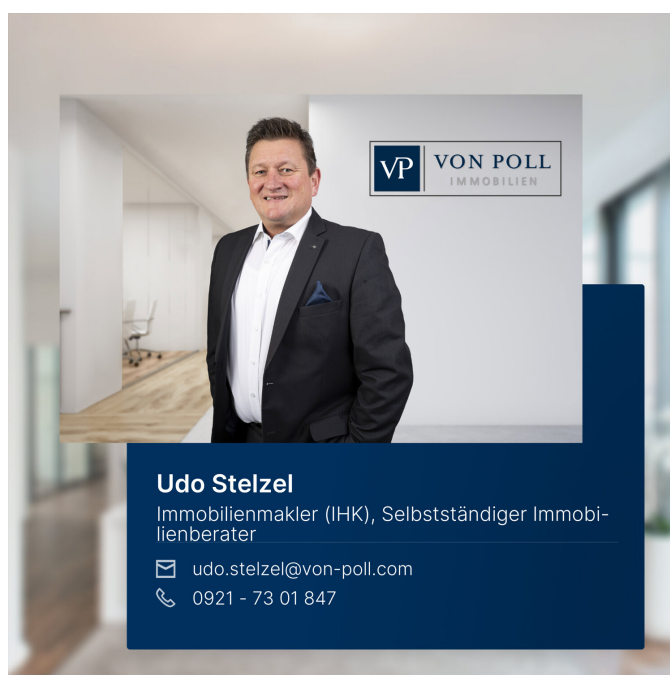 VP VON POLL
IMMOBILIEN
Udo Stelzel
Immobilienmakler (IHK), Selbstständiger Immobi-
lienberater
udo.stelzel@von-poll.com
0921 - 73 01 847